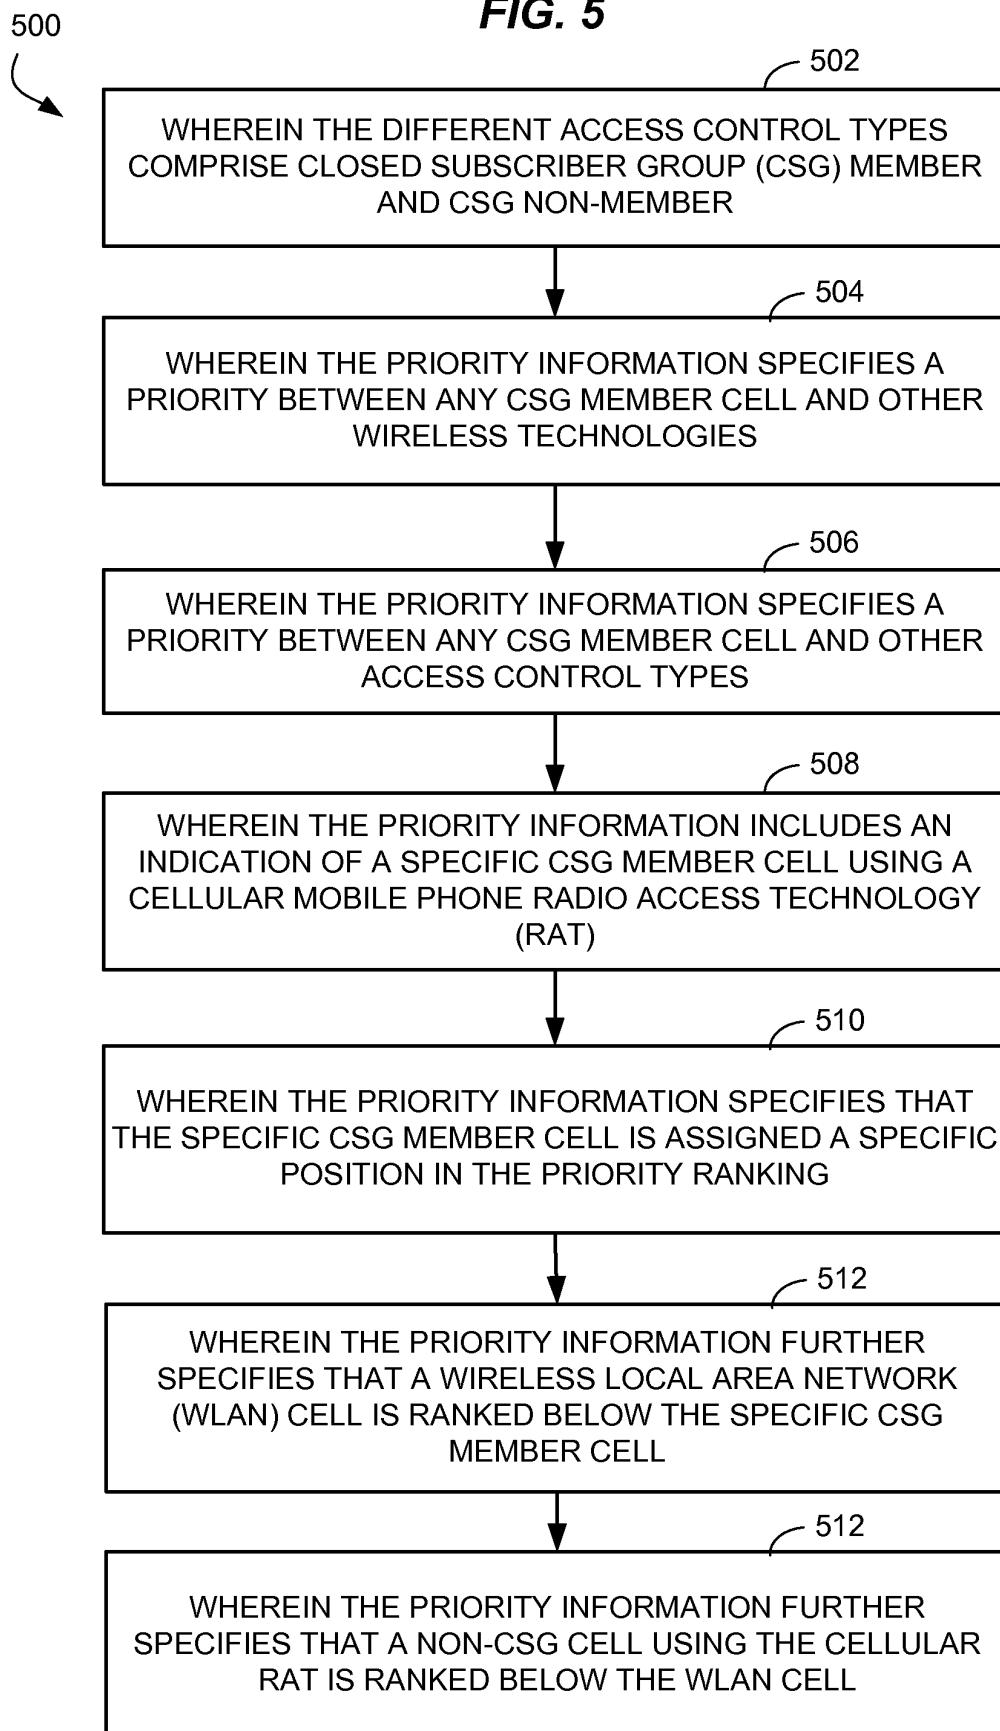 FIG. 5
500
502
WHEREIN THE DIFFERENT ACCESS CONTROL TYPES
COMPRISE CLOSED SUBSCRIBER GROUP (CSG) MEMBER
AND CSG NON-MEMBER
504
WHEREIN THE PRIORITY INFORMATION SPECIFIES A
PRIORITY BETWEEN ANY CSG MEMBER CELL AND OTHER
WIRELESS TECHNOLOGIES
506
WHEREIN THE PRIORITY INFORMATION SPECIFIES A
PRIORITY BETWEEN ANY CSG MEMBER CELL AND OTHER
ACCESS CONTROL TYPES
508
WHEREIN THE PRIORITY INFORMATION INCLUDES AN
INDICATION OF A SPECIFIC CSG MEMBER CELL USING A
CELLULAR MOBILE PHONE RADIO ACCESS TECHNOLOGY
(RAT)
510
WHEREIN THE PRIORITY INFORMATION SPECIFIES THAT
THE SPECIFIC CSG MEMBER CELL IS ASSIGNED A SPECIFIC
POSITION IN THE PRIORITY RANKING
512
WHEREIN THE PRIORITY INFORMATION FURTHER
SPECIFIES THAT A WIRELESS LOCAL AREA NETWORK
(WLAN) CELL IS RANKED BELOW THE SPECIFIC CSG
MEMBER CELL
512
WHEREIN THE PRIORITY INFORMATION FURTHER
SPECIFIES THAT A NON-CSG CELL USING THE CELLULAR
RAT IS RANKED BELOW THE WLAN CELL